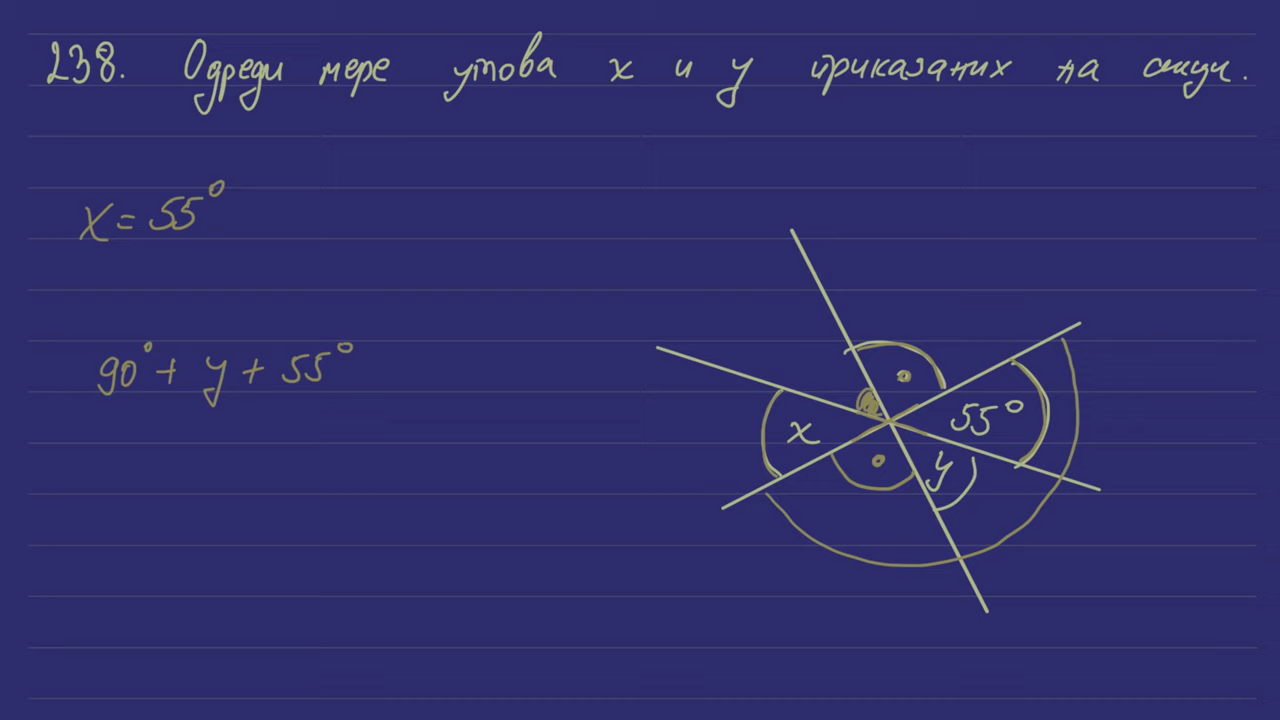 238. Одреди мере углова x и y приказаних на слици.
x = 55°
90° + y + 55°
x
55°
y